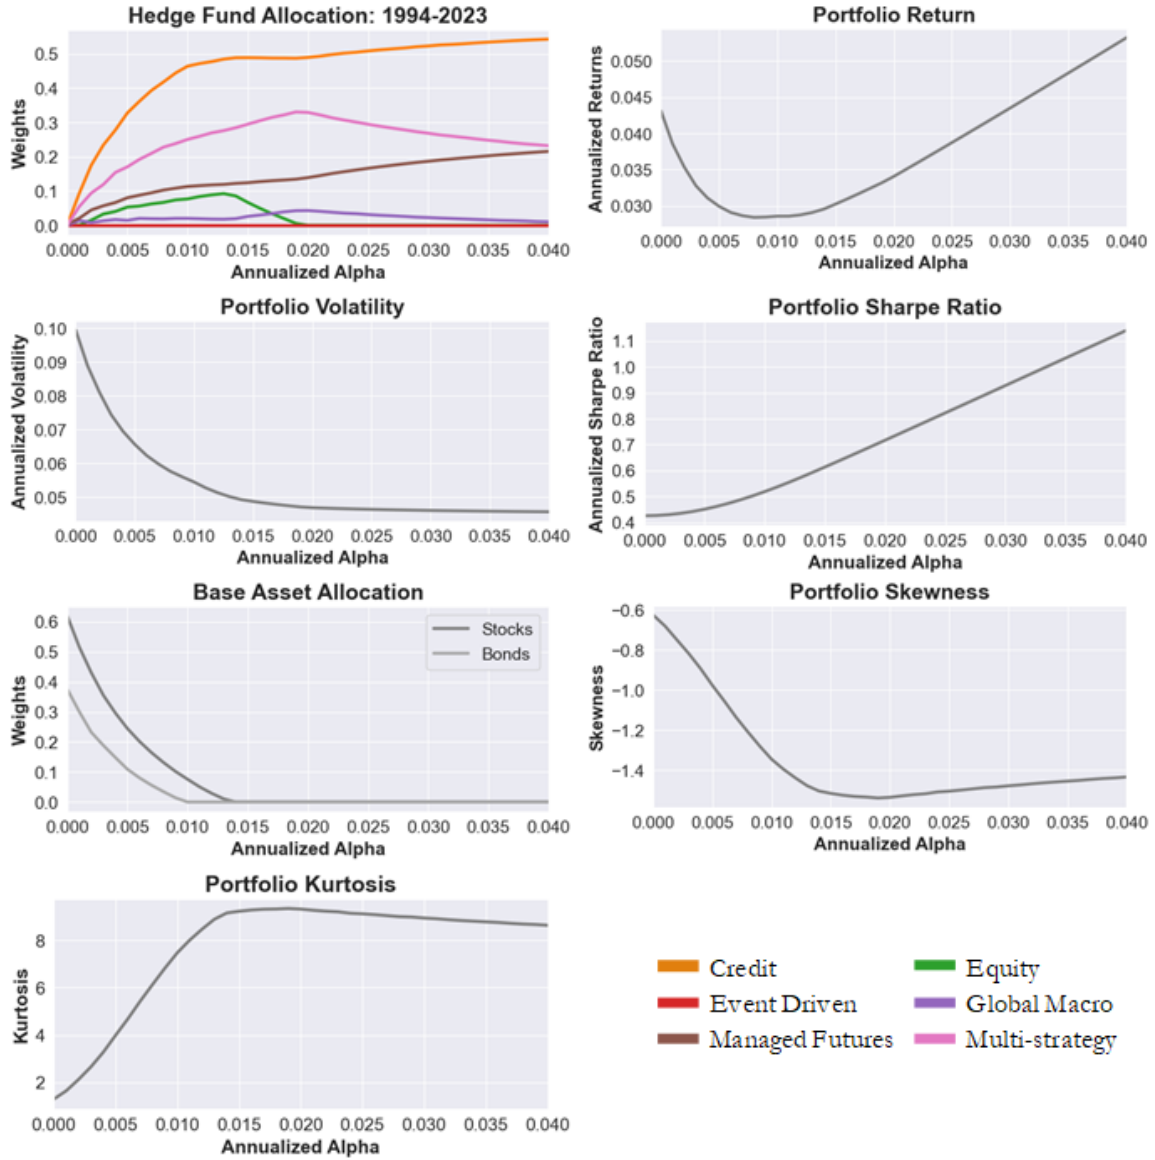 Hedge Fund Allocation: 1994-2023
Weights
0.5
0.4
0.3
0.2
0.1
0.0
0.000 0.005 0.010 0.015 0.020 0.025 0.030 0.035 0.040
Annualized Alpha
Portfolio Return
Annualized Returns
0.050
0.045
0.040
0.035
0.030
0.000 0.005 0.010 0.015 0.020 0.025 0.030 0.035 0.040
Annualized Alpha
Portfolio Volatility
Annualized Volatility
0.10
0.09
0.08
0.07
0.06
0.05
0.000 0.005 0.010 0.015 0.020 0.025 0.030 0.035 0.040
Annualized Alpha
Portfolio Sharpe Ratio
Annualized Sharpe Ratio
1.1
1.0
0.9
0.8
0.7
0.6
0.5
0.4
0.000 0.005 0.010 0.015 0.020 0.025 0.030 0.035 0.040
Annualized Alpha
Base Asset Allocation
Weights
0.6
0.5
0.4
0.3
0.2
0.1
0.0
Stocks
Bonds
0.000 0.005 0.010 0.015 0.020 0.025 0.030 0.035 0.040
Annualized Alpha
Portfolio Skewness
Skewness
−0.6
−0.8
−1.0
−1.2
−1.4
0.000 0.005 0.010 0.015 0.020 0.025 0.030 0.035 0.040
Annualized Alpha
Portfolio Kurtosis
Kurtosis
8
6
4
2
0.000 0.005 0.010 0.015 0.020 0.025 0.030 0.035 0.040
Annualized Alpha
Credit
Equity
Event Driven
Global Macro
Managed Futures
Multi-strategy